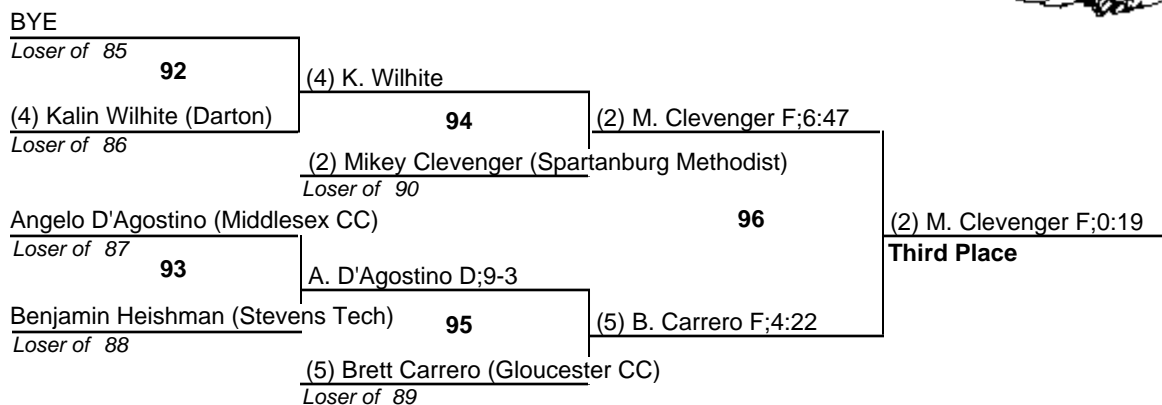 BYE
Loser of 85
92
(4) K. Wilhite
(4) Kalin Wilhite (Darton)
Loser of 86
94
(2) M. Clevenger F;6:47
(2) Mikey Clevenger (Spartanburg Methodist)
Loser of 90
Angelo D'Agostino (Middlesex CC)
Loser of 87
96
(2) M. Clevenger F;0:19
Third Place
93
A. D'Agostino D;9-3
Benjamin Heishman (Stevens Tech)
Loser of 88
95
(5) B. Carrero F;4:22
(5) Brett Carrero (Gloucester CC)
Loser of 89